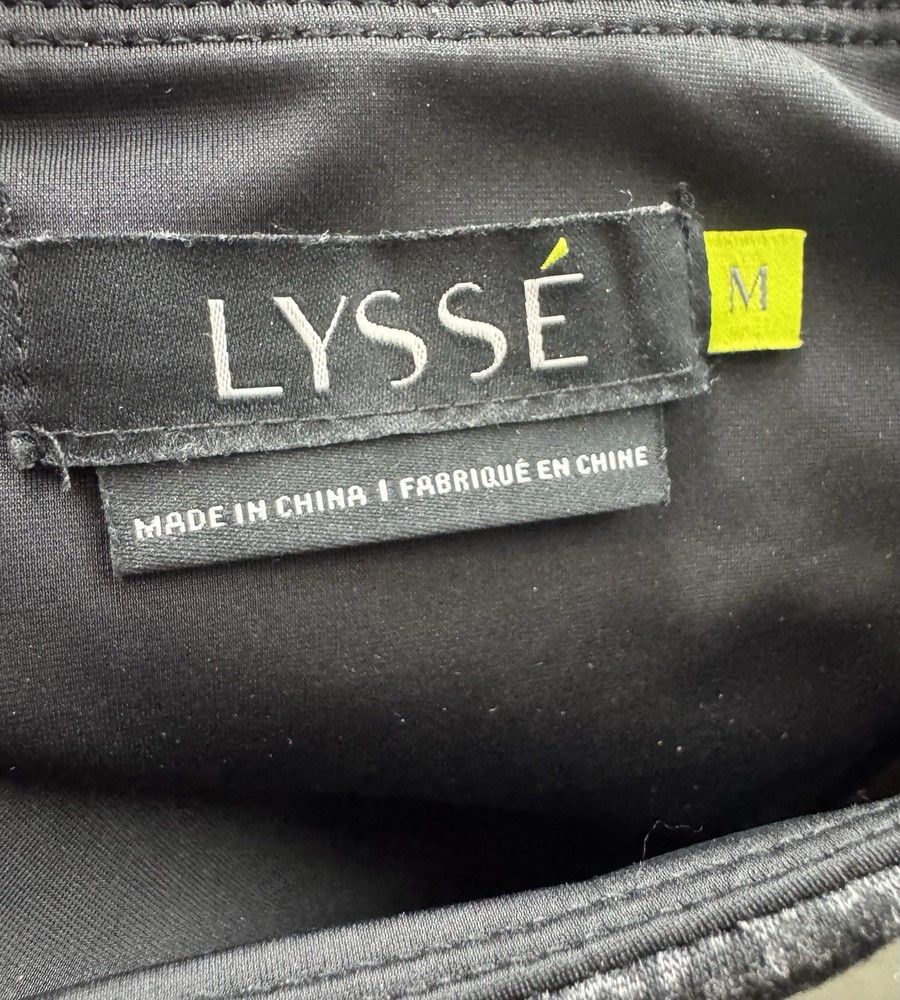 LYSSÉ
M
MADE IN CHINA | FABRIQUÉ EN CHINE